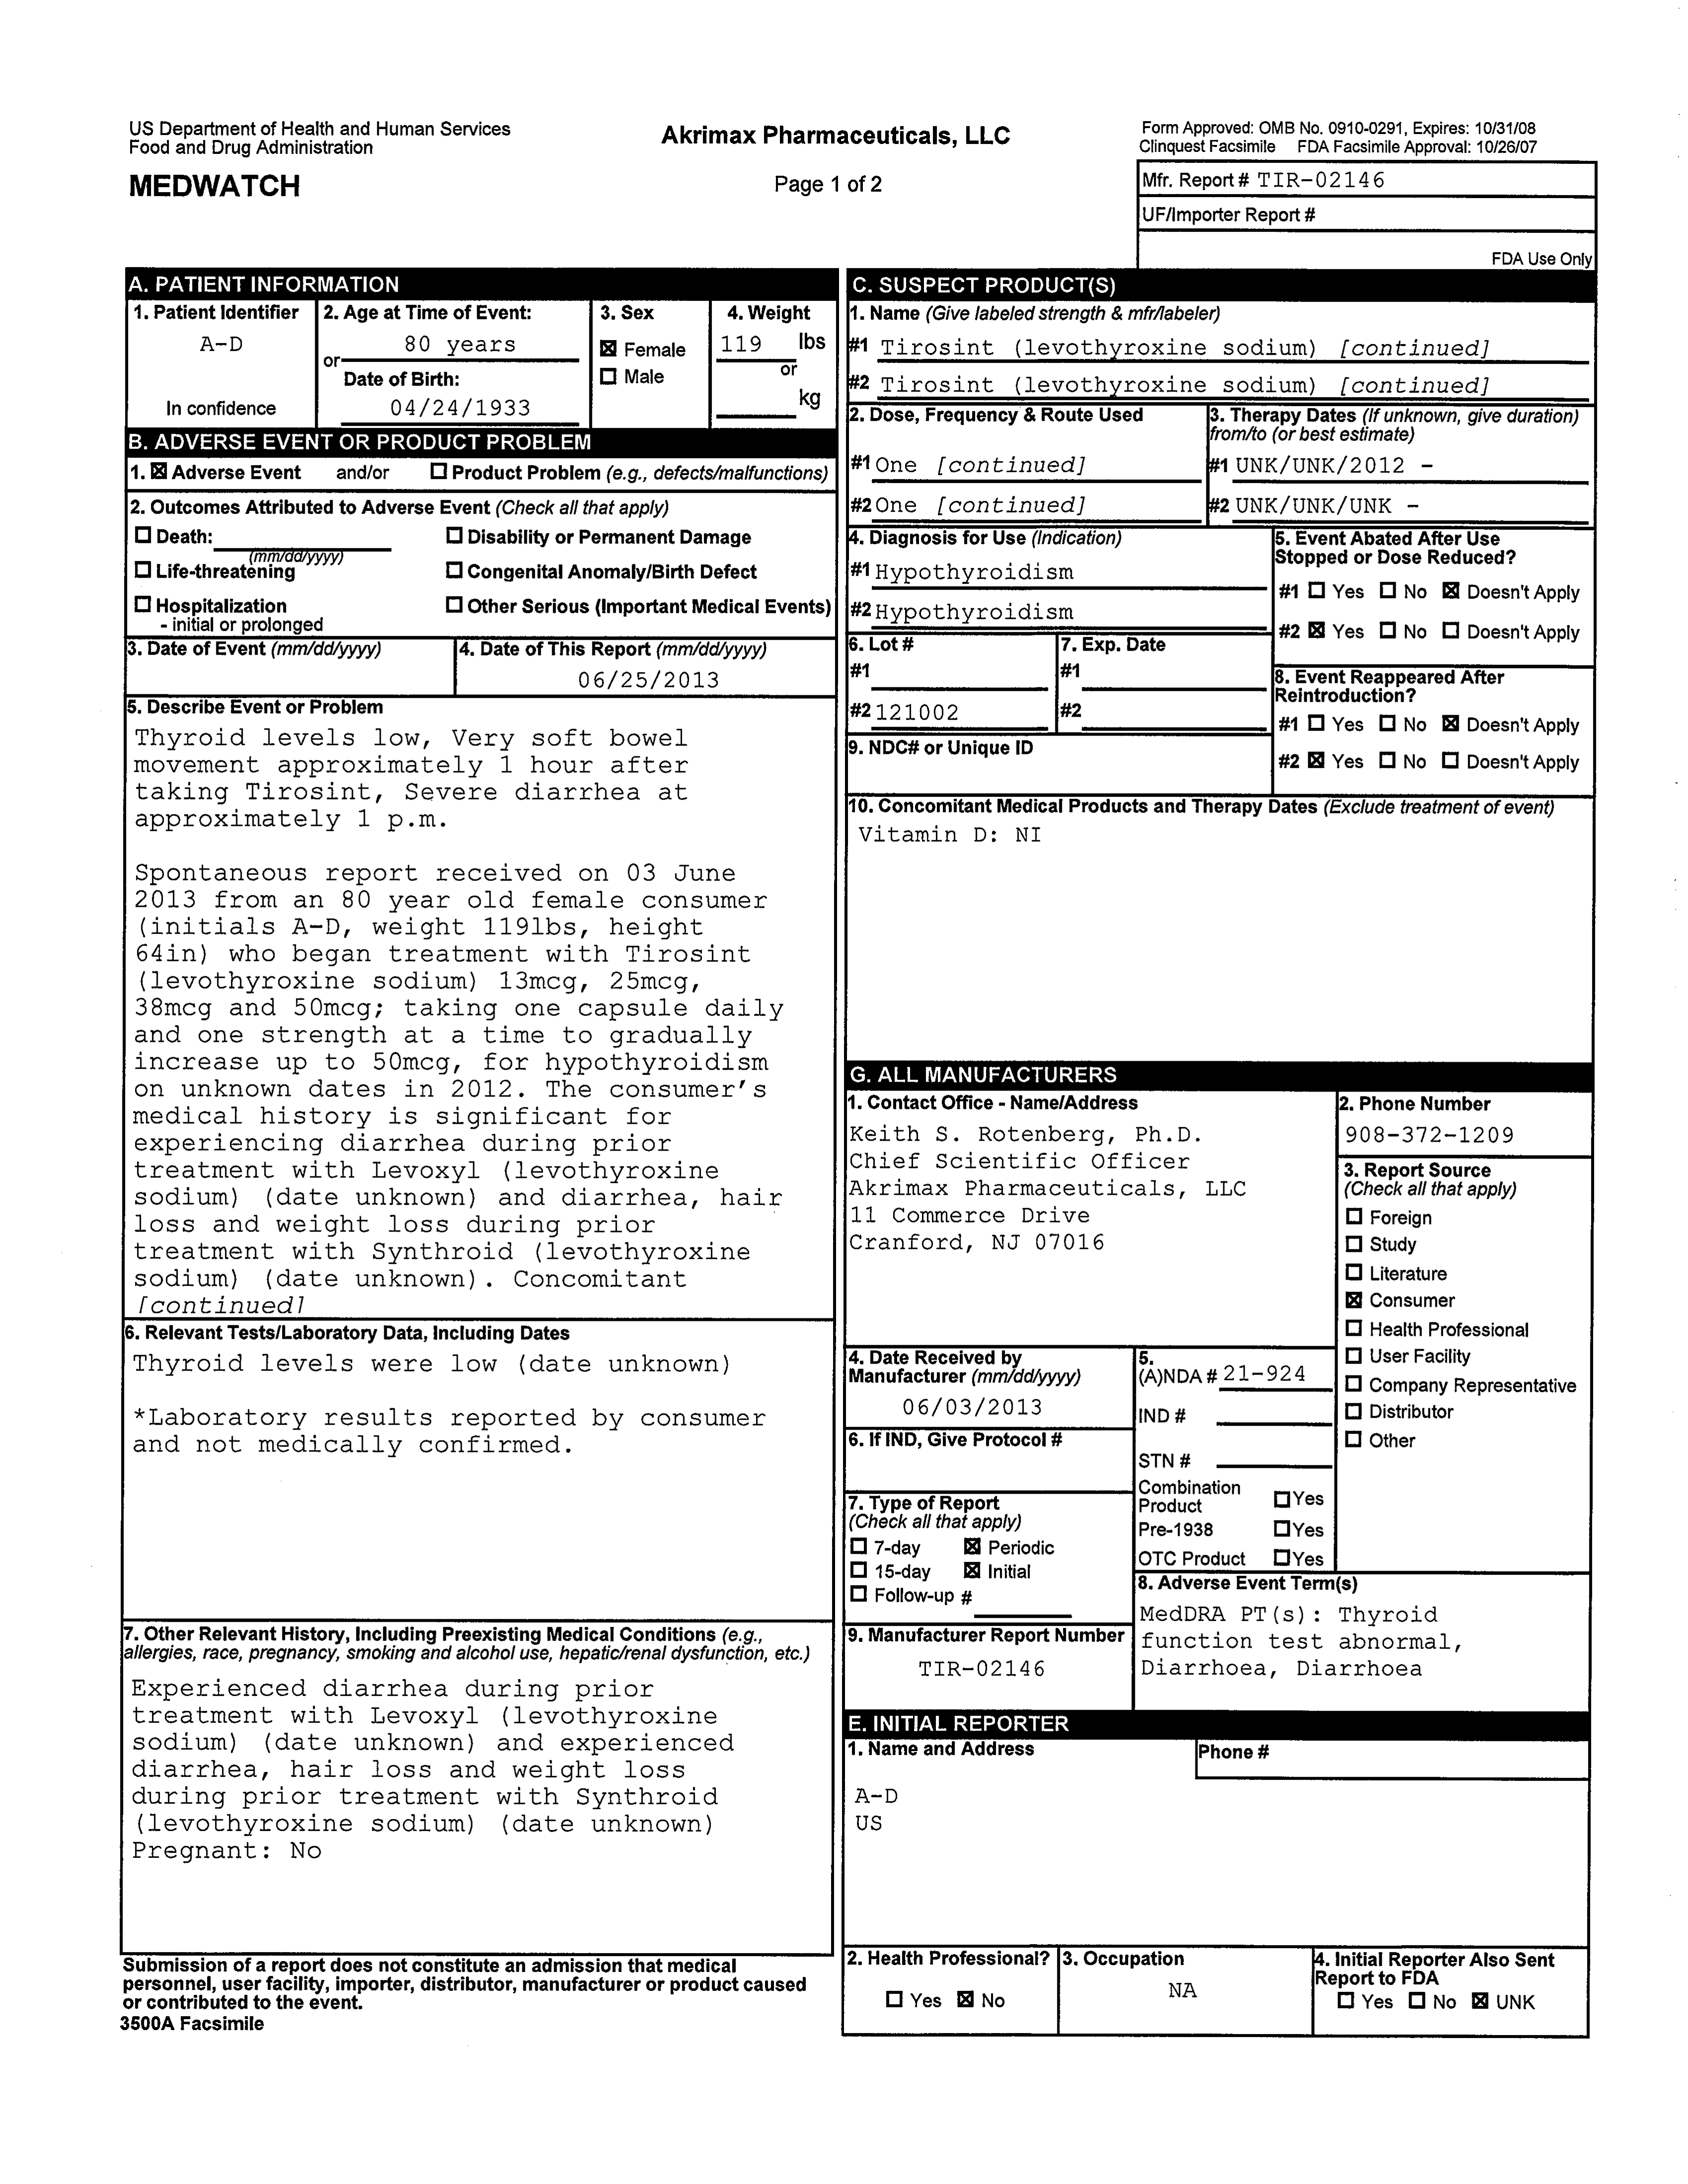 US Department of Health and Human Services
Food and Drug Administration
MEDWATCH
Akrimax Pharmaceuticals, LLC
Page 1 of 2
Form Approved: OMB No. 0910-0291, Expires: 10/31/08
Clinquest Facsimile FDA Facsimile Approval: 10/26/07
Mfr. Report # TIR-02146
UF/Importer Report #
FDA Use Only
A. PATIENT INFORMATION
1. Patient Identifier
A-D
In confidence
2. Age at Time of Event:
80 years
or
Date of Birth:
04/24/1933
3. Sex
☒ Female
☐ Male
4. Weight
119 lbs
or
kg
B. ADVERSE EVENT OR PRODUCT PROBLEM
1. ☒ Adverse Event and/or ☐ Product Problem (e.g., defects/malfunctions)
2. Outcomes Attributed to Adverse Event (Check all that apply)
☐ Death:
(mm/dd/yyyy)
☐ Life-threatening
☐ Hospitalization
- initial or prolonged
☐ Disability or Permanent Damage
☐ Congenital Anomaly/Birth Defect
☐ Other Serious (Important Medical Events)
3. Date of Event (mm/dd/yyyy)
4. Date of This Report (mm/dd/yyyy)
06/25/2013
5. Describe Event or Problem
Thyroid levels low, Very soft bowel
movement approximately 1 hour after
taking Tirosint, Severe diarrhea at
approximately 1 p.m.
Spontaneous report received on 03 June
2013 from an 80 year old female consumer
(initials A-D, weight 119lbs, height
64in) who began treatment with Tirosint
(levothyroxine sodium) 13mcg, 25mcg,
38mcg and 50mcg; taking one capsule daily
and one strength at a time to gradually
increase up to 50mcg, for hypothyroidism
on unknown dates in 2012. The consumer's
medical history is significant for
experiencing diarrhea during prior
treatment with Levoxyl (levothyroxine
sodium) (date unknown) and diarrhea, hair
loss and weight loss during prior
treatment with Synthroid (levothyroxine
sodium) (date unknown). Concomitant
[continued]
6. Relevant Tests/Laboratory Data, Including Dates
Thyroid levels were low (date unknown)
*Laboratory results reported by consumer
and not medically confirmed.
7. Other Relevant History, Including Preexisting Medical Conditions (e.g.,
allergies, race, pregnancy, smoking and alcohol use, hepatic/renal dysfunction, etc.)
Experienced diarrhea during prior
treatment with Levoxyl (levothyroxine
sodium) (date unknown) and experienced
diarrhea, hair loss and weight loss
during prior treatment with Synthroid
(levothyroxine sodium) (date unknown)
Pregnant: No
Submission of a report does not constitute an admission that medical
personnel, user facility, importer, distributor, manufacturer or product caused
or contributed to the event.
3500A Facsimile
C. SUSPECT PRODUCT(S)
1. Name (Give labeled strength & mfr/labeler)
#1 Tirosint (levothyroxine sodium) [continued]
#2 Tirosint (levothyroxine sodium) [continued]
2. Dose, Frequency & Route Used
#1 One [continued]
#2 One [continued]
3. Therapy Dates (If unknown, give duration)
from/to (or best estimate)
#1 UNK/UNK/2012 -
#2 UNK/UNK/UNK -
4. Diagnosis for Use (Indication)
#1 Hypothyroidism
#2 Hypothyroidism
5. Event Abated After Use
Stopped or Dose Reduced?
#1 ☐ Yes ☐ No ☒ Doesn't Apply
#2 ☒ Yes ☐ No ☐ Doesn't Apply
6. Lot #
#1
#2 121002
7. Exp. Date
#1
#2
8. Event Reappeared After
Reintroduction?
#1 ☐ Yes ☐ No ☒ Doesn't Apply
#2 ☒ Yes ☐ No ☐ Doesn't Apply
9. NDC# or Unique ID
10. Concomitant Medical Products and Therapy Dates (Exclude treatment of event)
Vitamin D: NI
G. ALL MANUFACTURERS
1. Contact Office - Name/Address
Keith S. Rotenberg, Ph.D.
Chief Scientific Officer
Akrimax Pharmaceuticals, LLC
11 Commerce Drive
Cranford, NJ 07016
2. Phone Number
908-372-1209
3. Report Source
(Check all that apply)
☐ Foreign
☐ Study
☐ Literature
☒ Consumer
☐ Health Professional
☐ User Facility
☐ Company Representative
☐ Distributor
☐ Other
4. Date Received by
Manufacturer (mm/dd/yyyy)
06/03/2013
5.
(A)NDA # 21-924
IND #
STN #
Combination
Product ☐ Yes
Pre-1938 ☐ Yes
OTC Product ☐ Yes
6. If IND, Give Protocol #
7. Type of Report
(Check all that apply)
☐ 7-day ☒ Periodic
☐ 15-day ☒ Initial
☐ Follow-up #
8. Adverse Event Term(s)
MedDRA PT(s): Thyroid
function test abnormal,
Diarrhoea, Diarrhoea
9. Manufacturer Report Number
TIR-02146
E. INITIAL REPORTER
1. Name and Address
Phone #
A-D
US
2. Health Professional?
☐ Yes ☒ No
3. Occupation
NA
4. Initial Reporter Also Sent
Report to FDA
☐ Yes ☐ No ☒ UNK